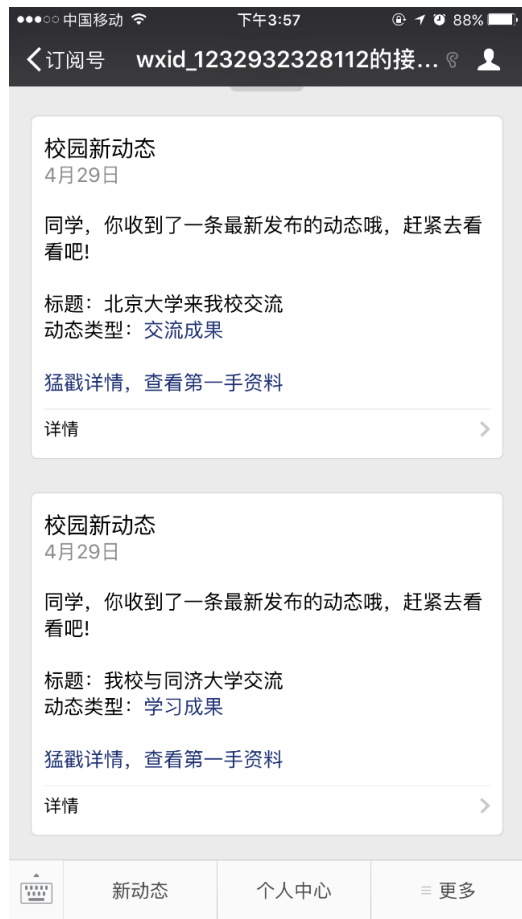 中国移动 下午3:57 88%
订阅号 wxid_1232932328112的接...
校园新动态
4月29日
同学，你收到了一条最新发布的动态哦，赶紧去看
看吧!
标题：北京大学来我校交流
动态类型：交流成果
猛戳详情，查看第一手资料
详情
校园新动态
4月29日
同学，你收到了一条最新发布的动态哦，赶紧去看
看吧!
标题：我校与同济大学交流
动态类型：学习成果
猛戳详情，查看第一手资料
详情
新动态 个人中心 更多